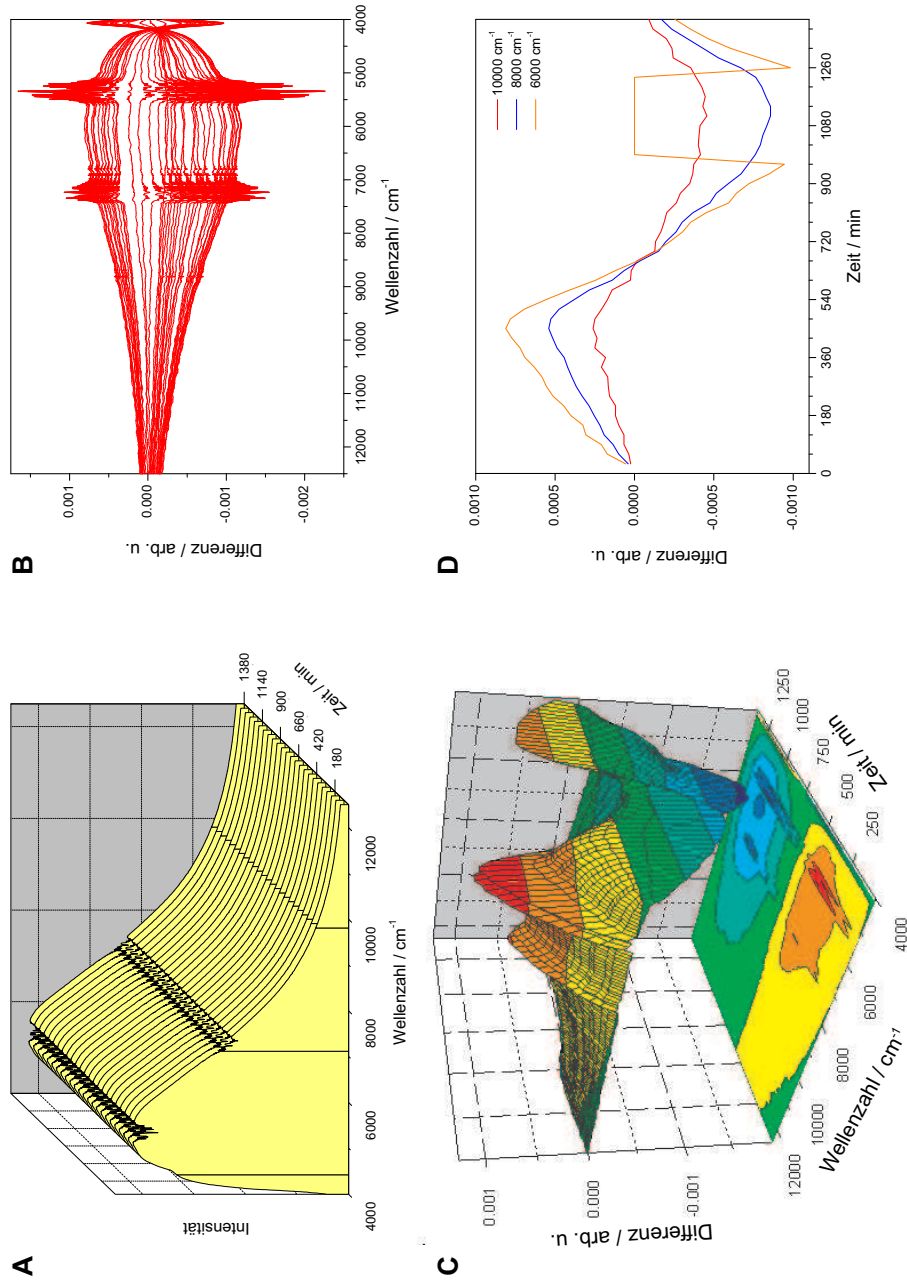 A
Intensität
4000
6000
8000
10000
12000
Wellenzahl / cm⁻¹
180
420
660
900
1140
1380
Zeit / min
B
Differenz / arb. u.
0.001
0.000
-0.001
-0.002
12000
11000
10000
9000
8000
7000
6000
5000
4000
Wellenzahl / cm⁻¹
C
Differenz / arb. u.
0.001
0.000
-0.001
12000
10000
8000
6000
4000
Wellenzahl / cm⁻¹
250
500
750
1000
1250
Zeit / min
D
Differenz / arb. u.
0.0010
0.0005
0.0000
-0.0005
-0.0010
0
180
360
540
720
900
1080
1260
Zeit / min
10000 cm⁻¹
8000 cm⁻¹
6000 cm⁻¹